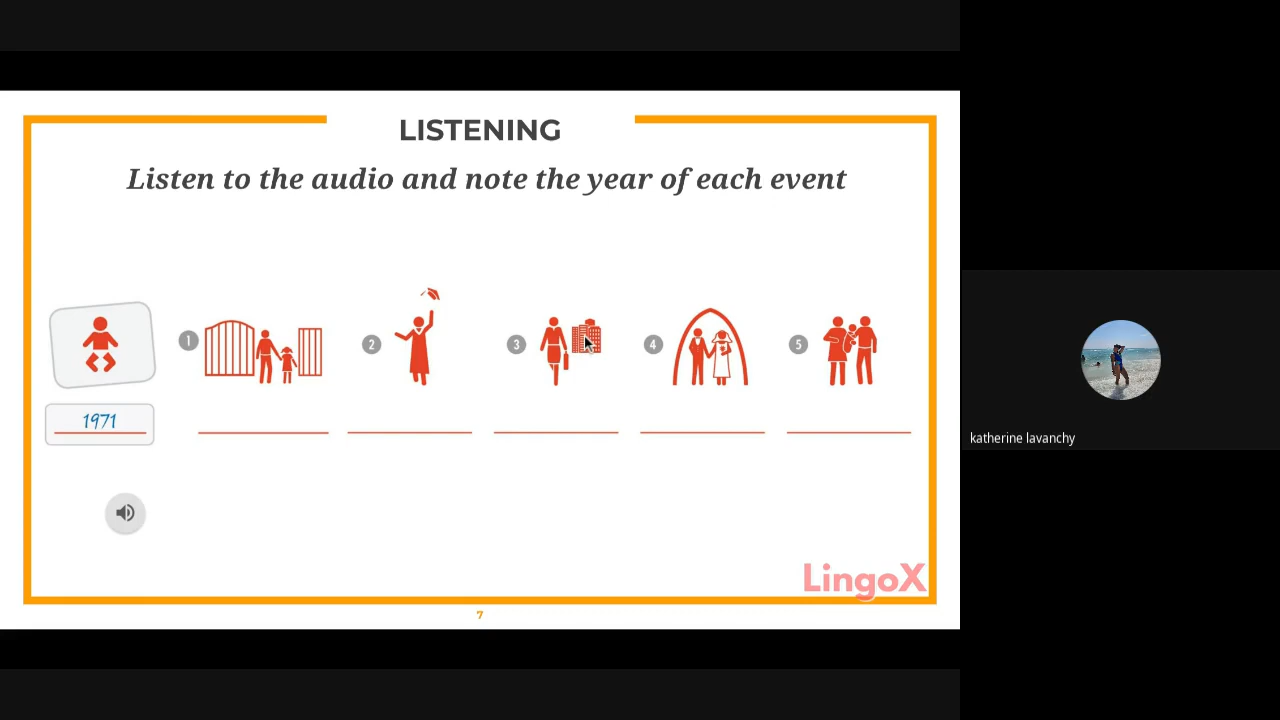 LISTENING
Listen to the audio and note the year of each event
1 2 3 4 5
1971
LingoX
7
katherine lavanchy